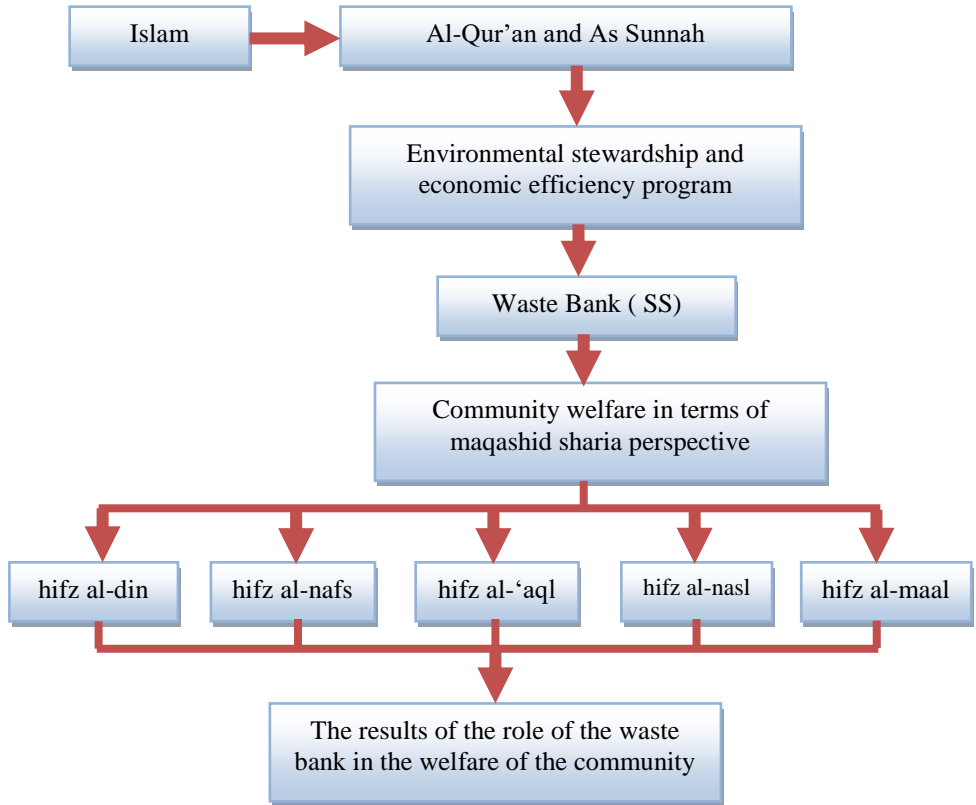 Islam
Al-Qur’an and As Sunnah
Environmental stewardship and
economic efficiency program
Waste Bank ( SS)
Community welfare in terms of
maqashid sharia perspective
hifz al-din
hifz al-nafs
hifz al-‘aql
hifz al-nasl
hifz al-maal
The results of the role of the waste
bank in the welfare of the community